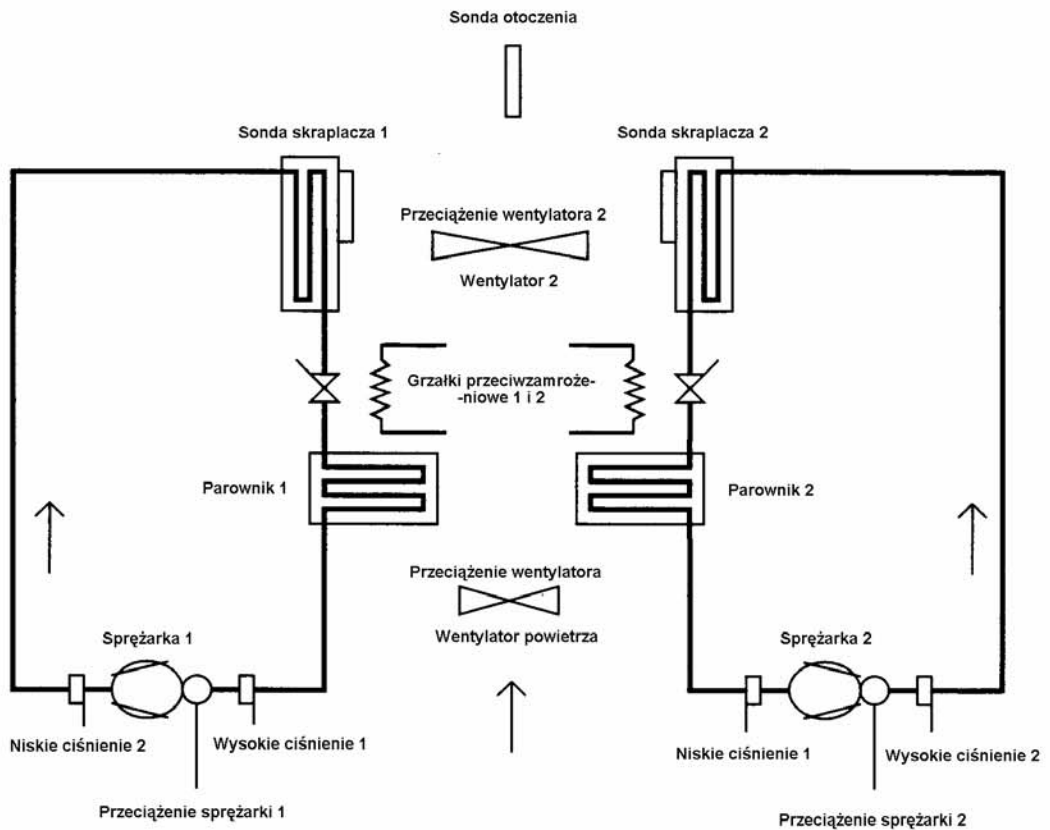 Sonda otoczenia
Sonda skraplacza 1
Sonda skraplacza 2
Przeciążenie wentylatora 2
Wentylator 2
Grzałki przeciwzamroże-
-niowe 1 i 2
Parownik 1
Parownik 2
Przeciążenie wentylatora
Wentylator powietrza
Sprężarka 1
Sprężarka 2
Niskie ciśnienie 2
Wysokie ciśnienie 1
Niskie ciśnienie 1
Wysokie ciśnienie 2
Przeciążenie sprężarki 1
Przeciążenie sprężarki 2